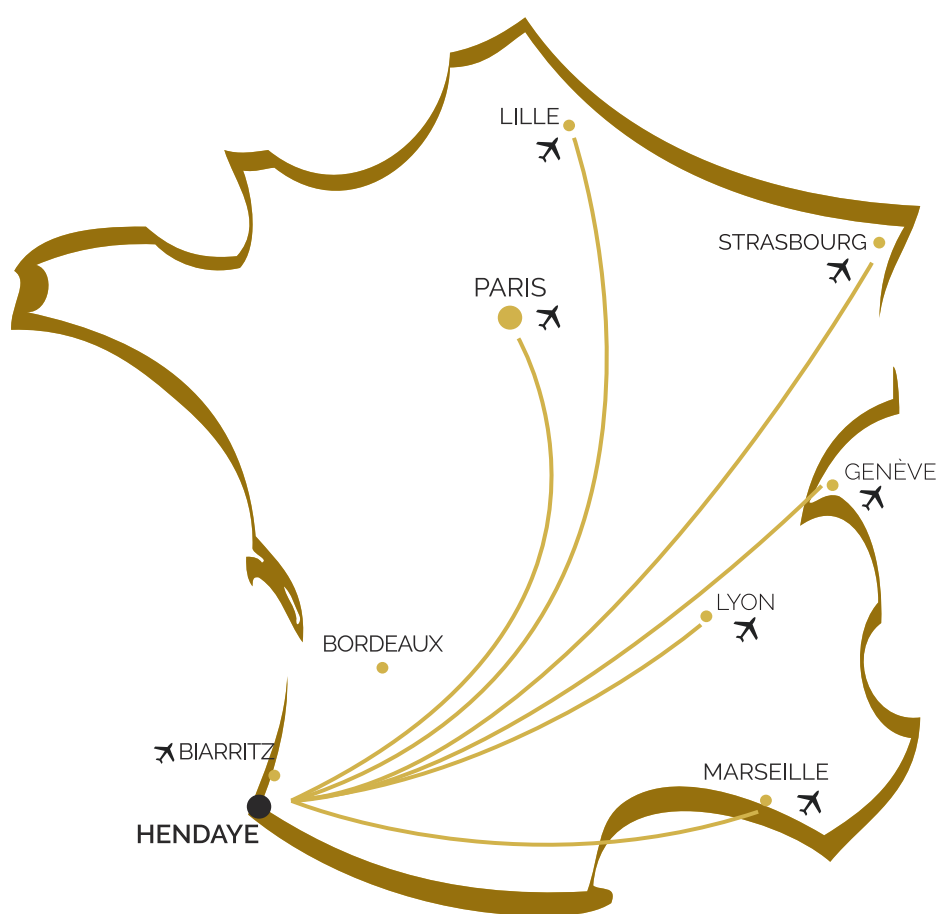 LILLE
STRASBOURG
PARIS
GENÈVE
LYON
BORDEAUX
BIARRITZ
MARSEILLE
HENDAYE